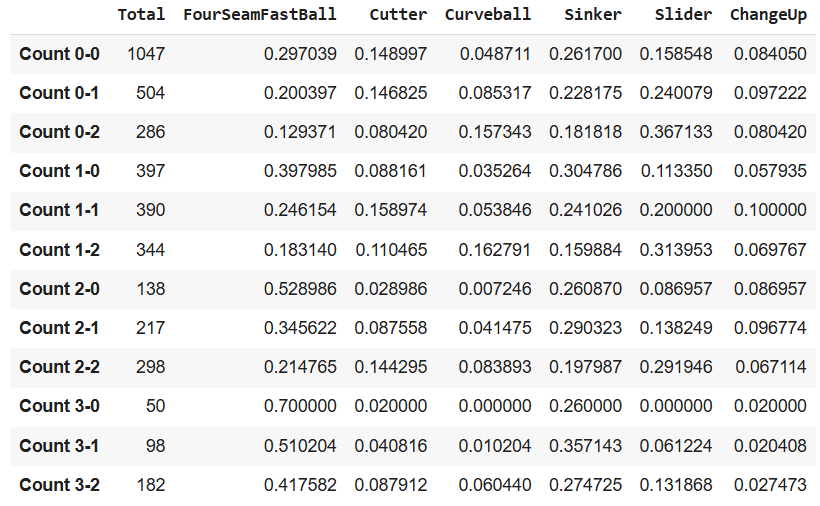 Total FourSeamFastBall Cutter Curveball Sinker Slider ChangeUp
Count 0-0 1047 0.297039 0.148997 0.048711 0.261700 0.158548 0.084050
Count 0-1 504 0.200397 0.146825 0.085317 0.228175 0.240079 0.097222
Count 0-2 286 0.129371 0.080420 0.157343 0.181818 0.367133 0.080420
Count 1-0 397 0.397985 0.088161 0.035264 0.304786 0.113350 0.057935
Count 1-1 390 0.246154 0.158974 0.053846 0.241026 0.200000 0.100000
Count 1-2 344 0.183140 0.110465 0.162791 0.159884 0.313953 0.069767
Count 2-0 138 0.528986 0.028986 0.007246 0.260870 0.086957 0.086957
Count 2-1 217 0.345622 0.087558 0.041475 0.290323 0.138249 0.096774
Count 2-2 298 0.214765 0.144295 0.083893 0.197987 0.291946 0.067114
Count 3-0 50 0.700000 0.020000 0.000000 0.260000 0.000000 0.020000
Count 3-1 98 0.510204 0.040816 0.010204 0.357143 0.061224 0.020408
Count 3-2 182 0.417582 0.087912 0.060440 0.274725 0.131868 0.027473